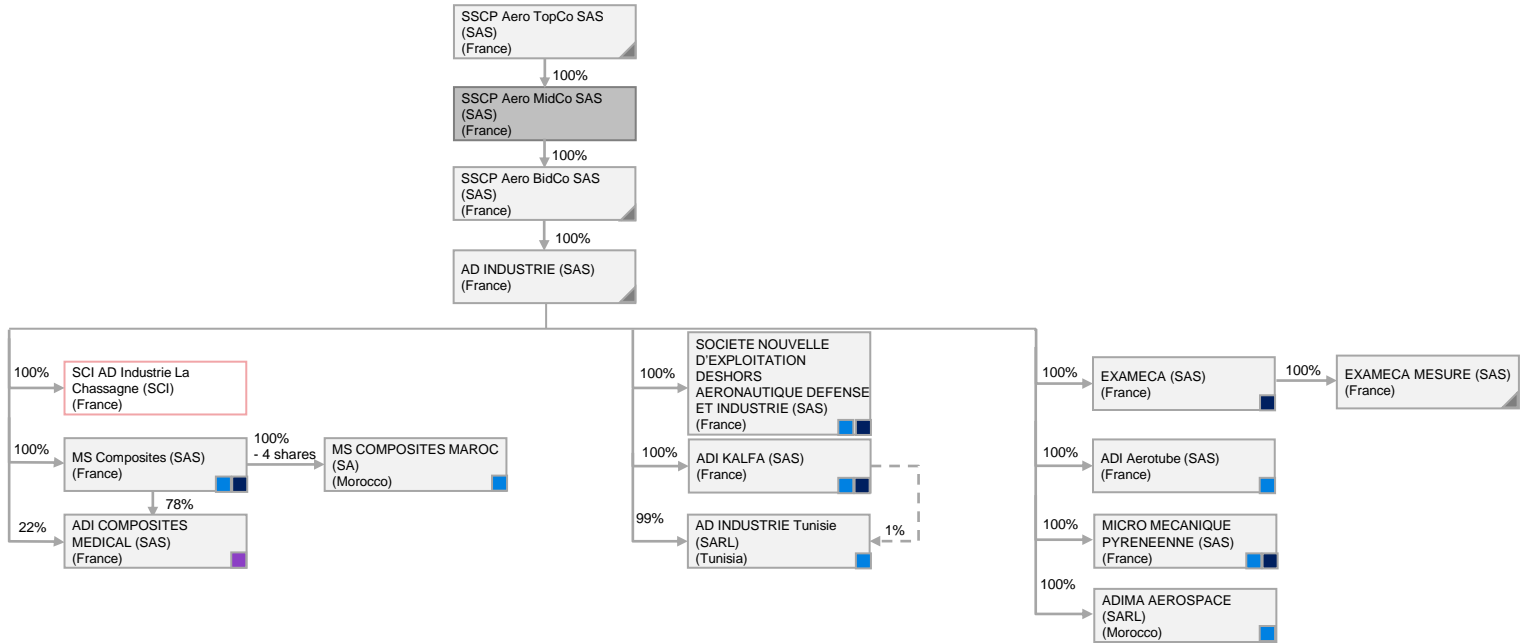 SSCP Aero TopCo SAS
(SAS)
(France)
100%
SSCP Aero MidCo SAS
(SAS)
(France)
100%
SSCP Aero BidCo SAS
(SAS)
(France)
100%
AD INDUSTRIE (SAS)
(France)
100%
SCI AD Industrie La
Chassagne (SCI)
(France)
100%
MS Composites (SAS)
(France)
100%
- 4 shares
MS COMPOSITES MAROC
(SA)
(Morocco)
78%
22%
ADI COMPOSITES
MEDICAL (SAS)
(France)
100%
SOCIETE NOUVELLE
D'EXPLOITATION
DESHORS
AERONAUTIQUE DEFENSE
ET INDUSTRIE (SAS)
(France)
100%
ADI KALFA (SAS)
(France)
99%
AD INDUSTRIE Tunisie
(SARL)
(Tunisia)
1%
100%
EXAMECA (SAS)
(France)
100%
EXAMECA MESURE (SAS)
(France)
100%
ADI Aerotube (SAS)
(France)
100%
MICRO MECANIQUE
PYRENEENNE (SAS)
(France)
100%
ADIMA AEROSPACE
(SARL)
(Morocco)